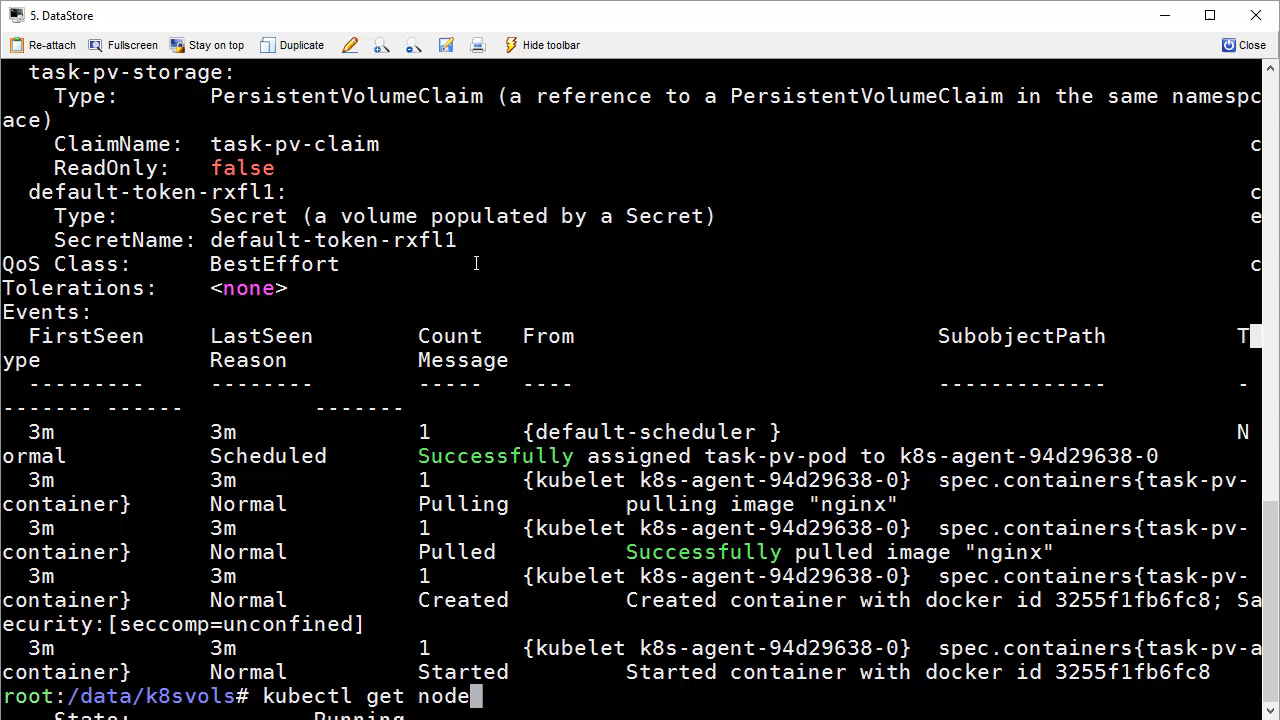 5. DataStore
Re-attach Fullscreen Stay on top Duplicate Hide toolbar Close
task-pv-storage:
Type: PersistentVolumeClaim (a reference to a PersistentVolumeClaim in the same namespc
ace)
ClaimName: task-pv-claim c
ReadOnly: false
default-token-rxfl1: c
Type: Secret (a volume populated by a Secret) e
SecretName: default-token-rxfl1
QoS Class: BestEffort c
Tolerations: <none>
Events:
FirstSeen LastSeen Count From SubobjectPath T
ype Reason Message
--------- -------- ----- ---- ------------- -
------- ------ -------
3m 3m 1 {default-scheduler } N
ormal Scheduled Successfully assigned task-pv-pod to k8s-agent-94d29638-0
3m 3m 1 {kubelet k8s-agent-94d29638-0} spec.containers{task-pv-
container} Normal Pulling pulling image "nginx"
3m 3m 1 {kubelet k8s-agent-94d29638-0} spec.containers{task-pv-
container} Normal Pulled Successfully pulled image "nginx"
3m 3m 1 {kubelet k8s-agent-94d29638-0} spec.containers{task-pv-
container} Normal Created Created container with docker id 3255f1fb6fc8; Sa
ecurity:[seccomp=unconfined]
3m 3m 1 {kubelet k8s-agent-94d29638-0} spec.containers{task-pv-a
container} Normal Started Started container with docker id 3255f1fb6fc8
root:/data/k8svols# kubectl get node
State: Running